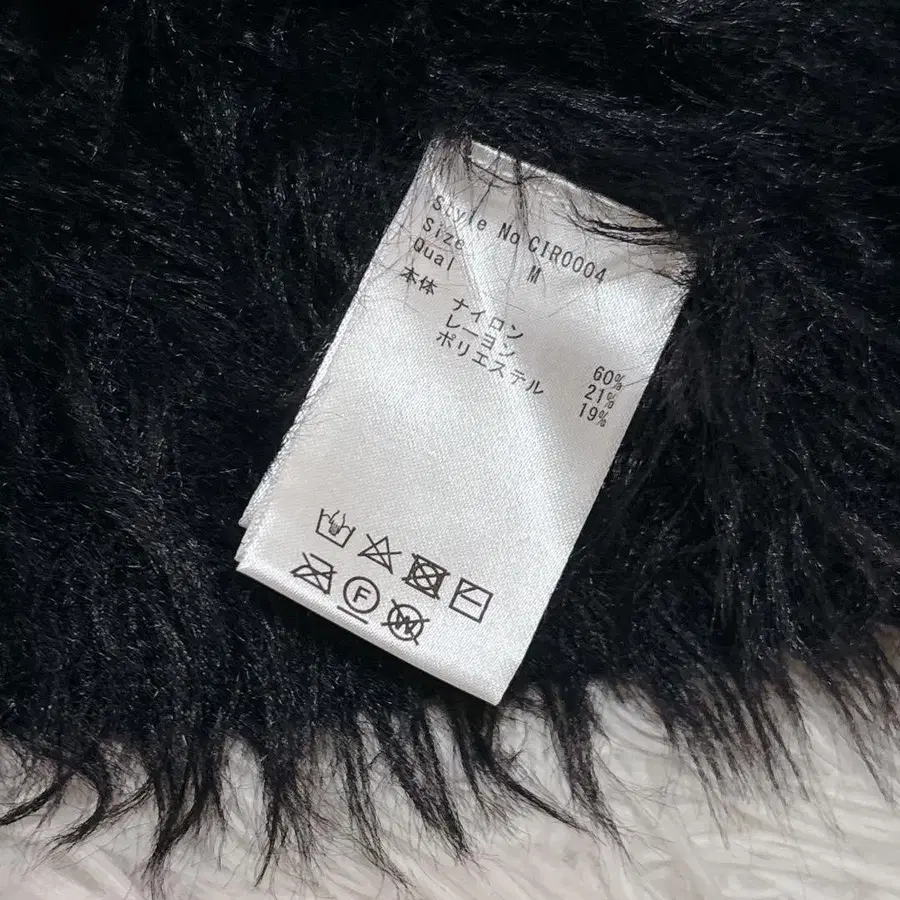 Style No CIR0004
Size M
Qual
本体 ナイロン 60%
レーヨン 21%
ポリエステル 19%
F
W